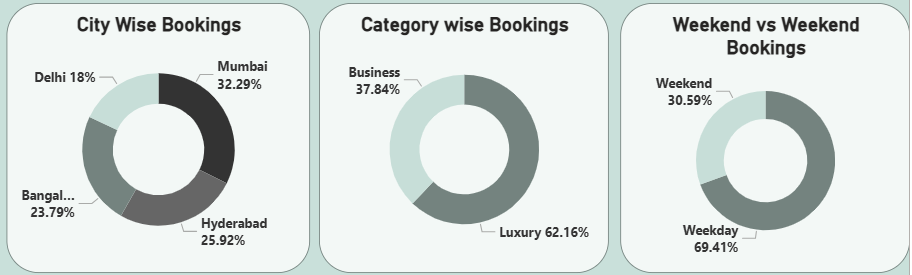 City Wise Bookings
Delhi 18%
Mumbai
32.29%
Bangal...
23.79%
Hyderabad
25.92%
Category wise Bookings
Business
37.84%
Luxury 62.16%
Weekend vs Weekend
Bookings
Weekend
30.59%
Weekday
69.41%